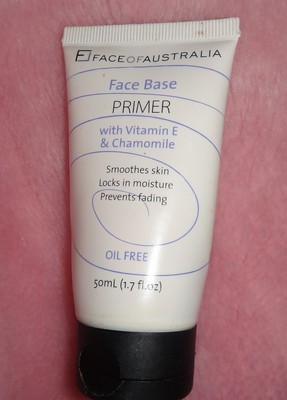 FACEOFAUSTRALIA
Face Base
PRIMER
with Vitamin E
& Chamomile
Smoothes skin
Locks in moisture
Prevents fading
OIL FREE
50mL (1.7 fl.oz)